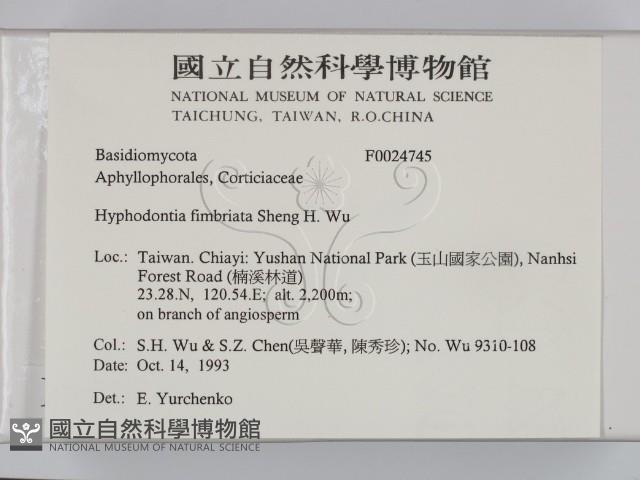 國立自然科學博物館
NATIONAL MUSEUM OF NATURAL SCIENCE
TAICHUNG, TAIWAN, R.O.CHINA
Basidiomycota F0024745
Aphyllophorales, Corticiaceae
Hyphodontia fimbriata Sheng H. Wu
Loc.: Taiwan. Chiayi: Yushan National Park (玉山國家公園), Nanhsi
Forest Road (楠溪林道)
23.28.N, 120.54.E; alt. 2,200m;
on branch of angiosperm
Col.: S.H. Wu & S.Z. Chen(吳聲華, 陳秀珍); No. Wu 9310-108
Date: Oct. 14, 1993
Det.: E. Yurchenko
國立自然科學博物館
NATIONAL MUSEUM OF NATURAL SCIENCE